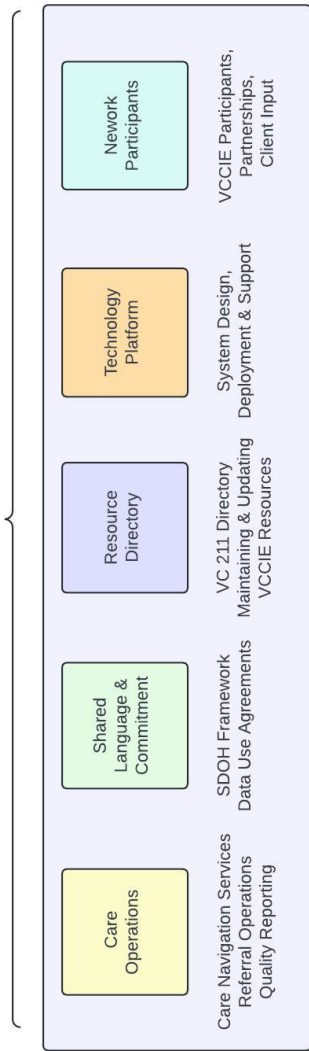 Care
Operations
Care Navigation Services
Referral Operations
Quality Reporting
Shared
Language &
Commitment
SDOH Framework
Data Use Agreements
Resource
Directory
VC 211 Directory
Maintaining & Updating
VCCIE Resources
Technology
Platform
System Design,
Deployment & Support
Nework
Participants
VCCIE Participants,
Partnerships,
Client Input